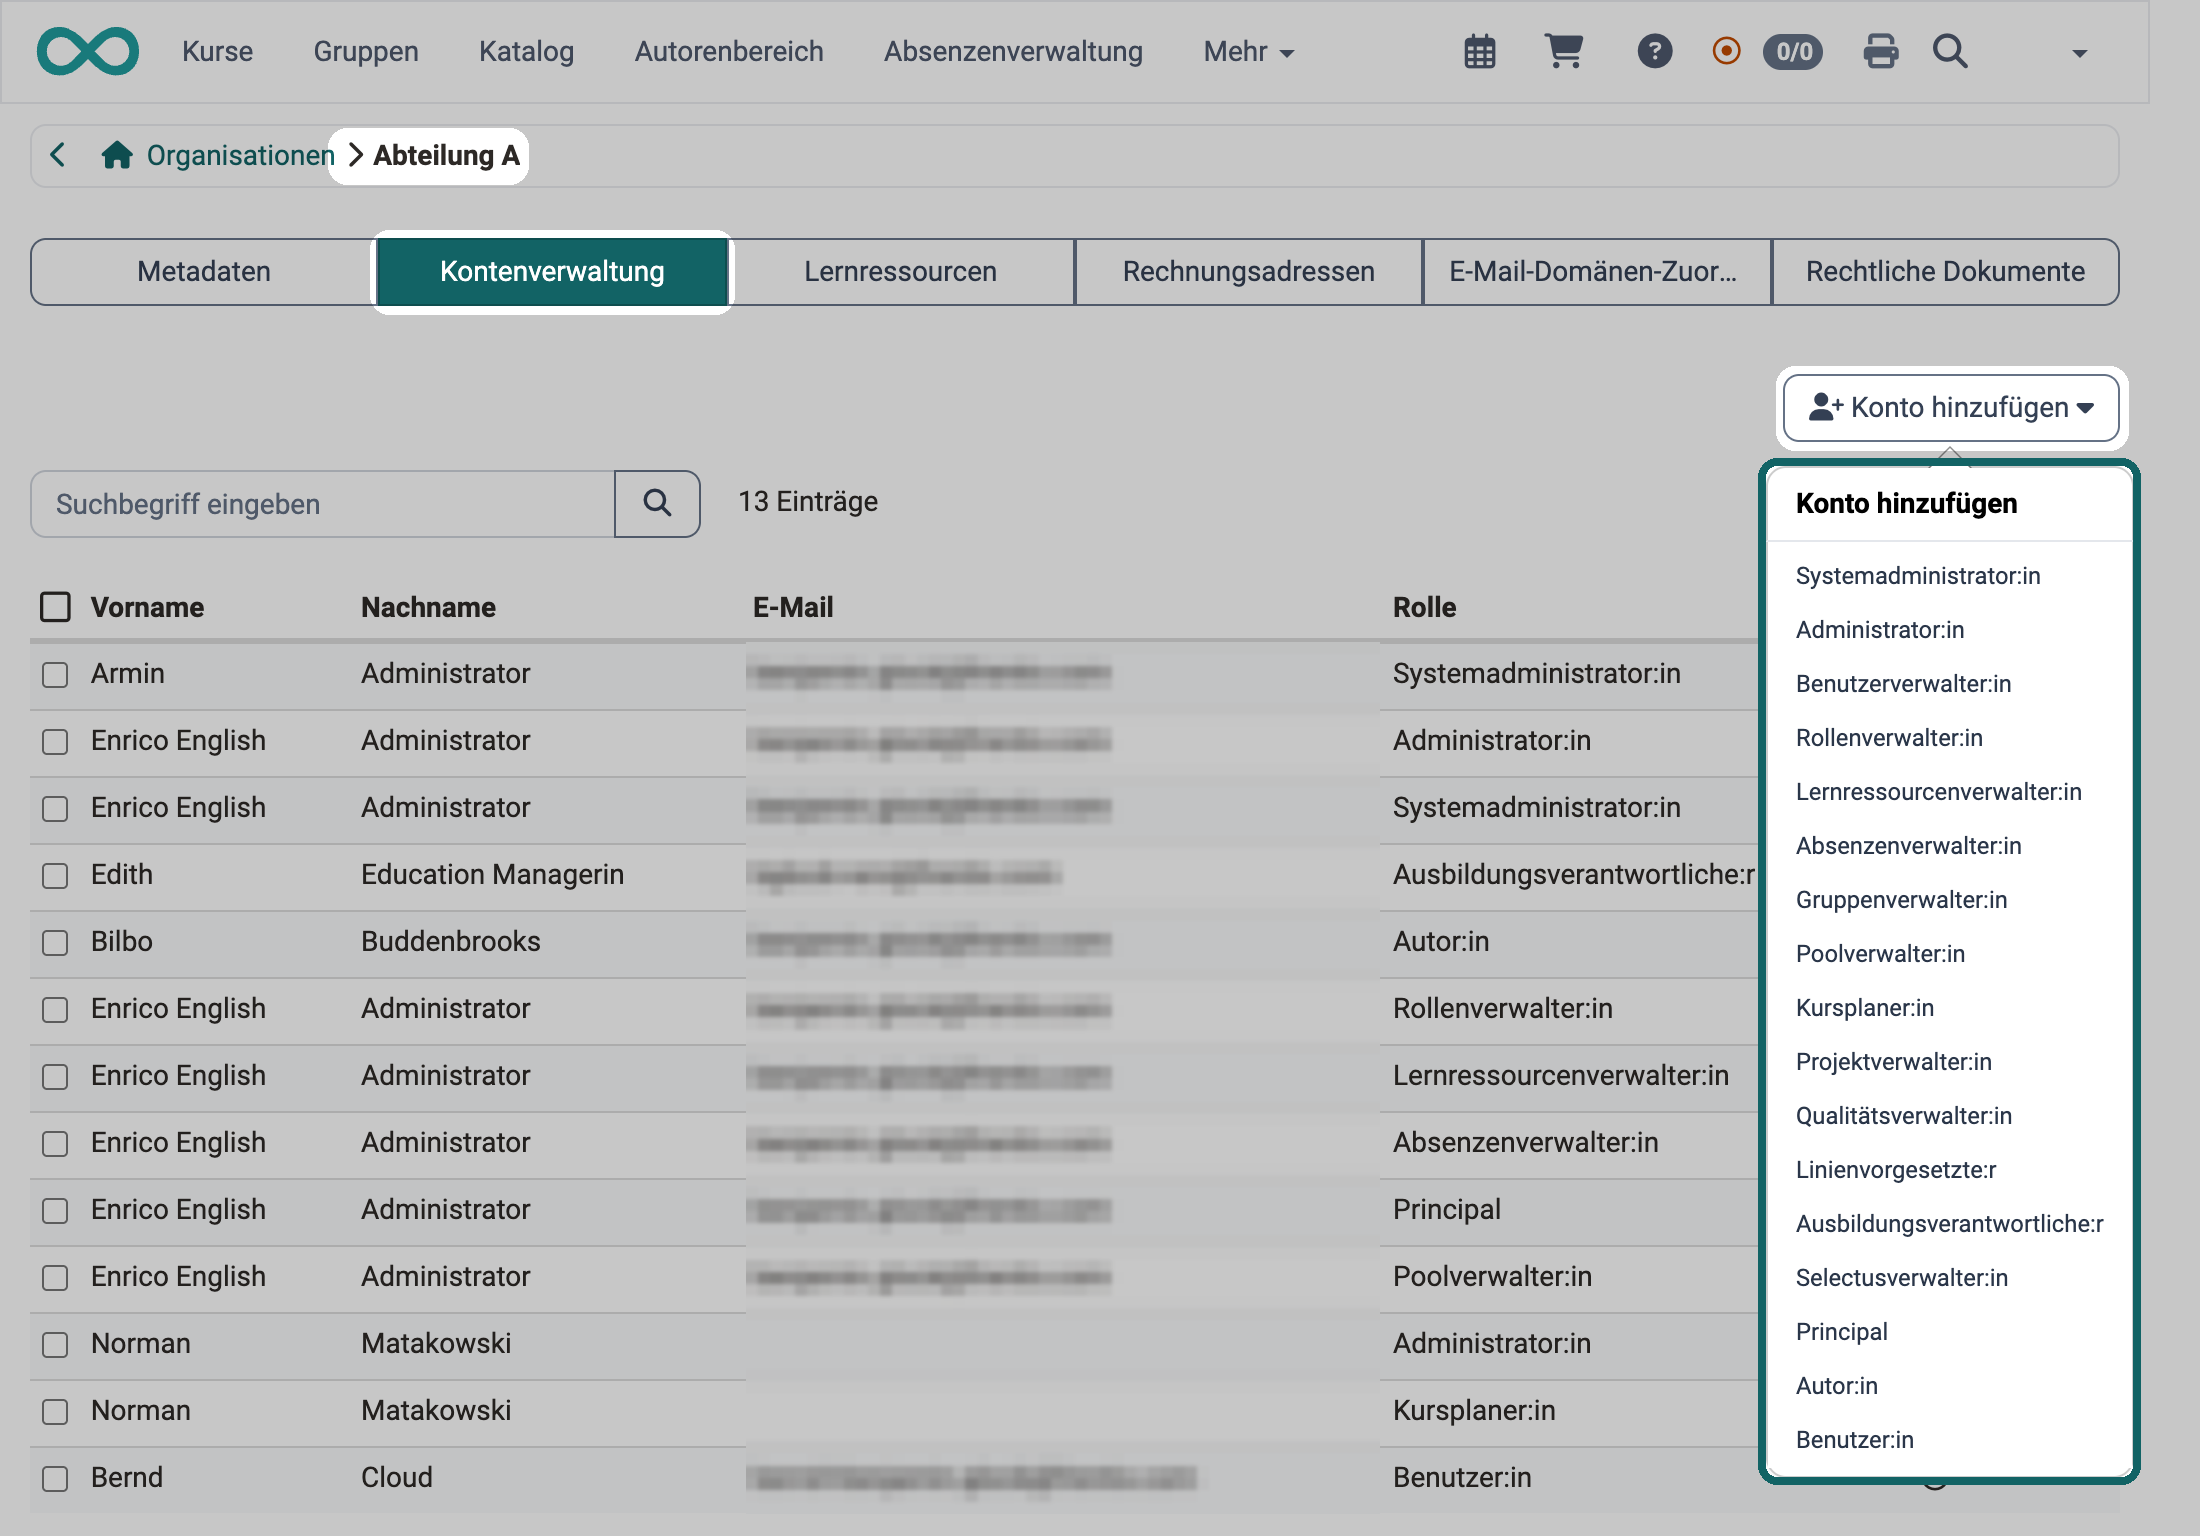 Kurse Gruppen Katalog Autorenbereich Absenzenverwaltung Mehr ? 0/0
Organisationen Abteilung A
Metadaten Kontenverwaltung Lernressourcen Rechnungsadressen E-Mail-Domänen-Zuor... Rechtliche Dokumente
Konto hinzufügen
Suchbegriff eingeben 13 Einträge
Vorname Nachname E-Mail Rolle
Armin Administrator Systemadministrator:in
Enrico English Administrator Administrator:in
Enrico English Administrator Systemadministrator:in
Edith Education Managerin Ausbildungsverantwortliche:r
Bilbo Buddenbrooks Autor:in
Enrico English Administrator Rollenverwalter:in
Enrico English Administrator Lernressourcenverwalter:in
Enrico English Administrator Absenzenverwalter:in
Enrico English Administrator Principal
Enrico English Administrator Poolverwalter:in
Norman Matakowski Administrator:in
Norman Matakowski Kursplaner:in
Bernd Cloud Benutzer:in
Konto hinzufügen
Systemadministrator:in
Administrator:in
Benutzerverwalter:in
Rollenverwalter:in
Lernressourcenverwalter:in
Absenzenverwalter:in
Gruppenverwalter:in
Poolverwalter:in
Kursplaner:in
Projektverwalter:in
Qualitätsverwalter:in
Linienvorgesetzte:r
Ausbildungsverantwortliche:r
Selectusverwalter:in
Principal
Autor:in
Benutzer:in